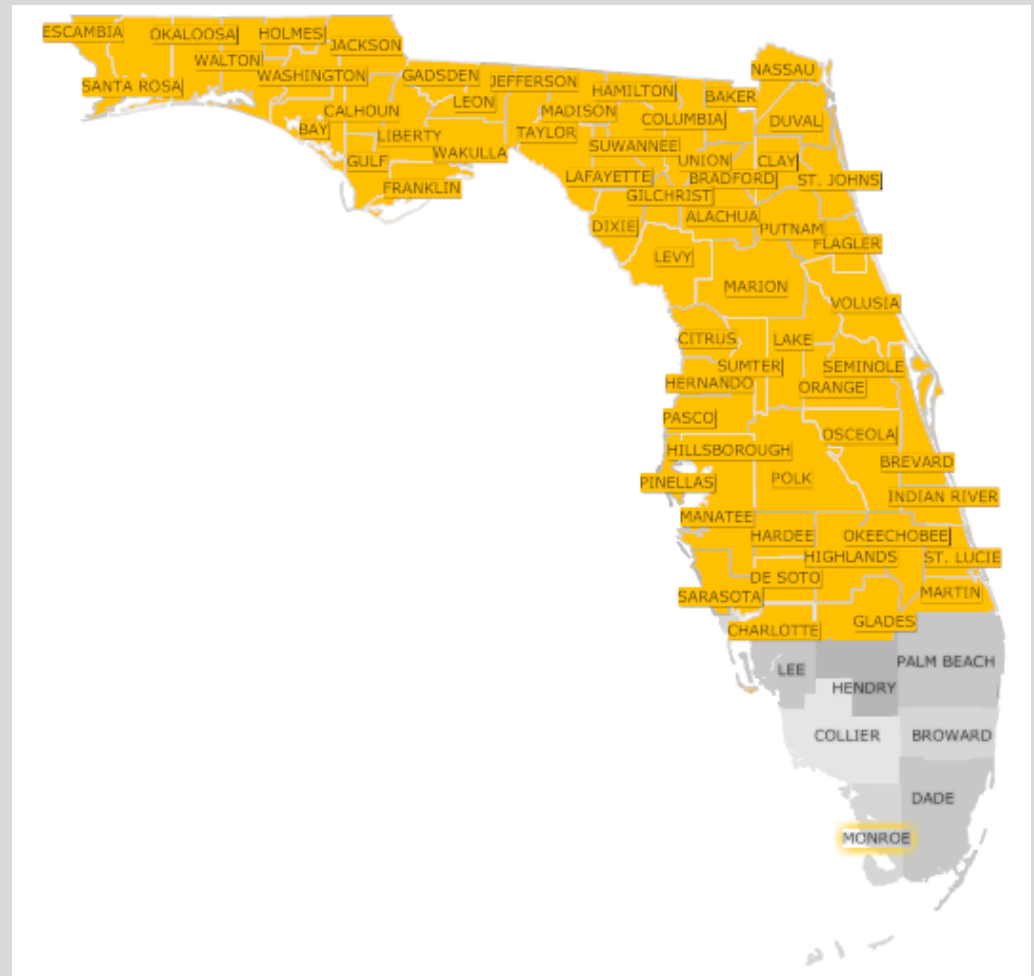 ESCAMBIA
OKALOOSA
HOLMES
JACKSON
WALTON
WASHINGTON
SANTA ROSA
GADSDEN
JEFFERSON
NASSAU
HAMILTON
BAKER
LEON
MADISON
CALHOUN
COLUMBIA
DUVAL
BAY
LIBERTY
TAYLOR
SUWANNEE
WAKULLA
GULF
UNION
CLAY
LAFAYETTE
BRADFORD
ST. JOHNS
FRANKLIN
GILCHRIST
ALACHUA
DIXIE
PUTNAM
FLAGLER
LEVY
MARION
VOLUSIA
CITRUS
LAKE
SUMTER
SEMINOLE
HERNANDO
ORANGE
PASCO
OSCEOLA
HILLSBOROUGH
BREVARD
POLK
PINELLAS
INDIAN RIVER
MANATEE
HARDEE
OKEECHOBEE
HIGHLANDS
ST. LUCIE
DE SOTO
MARTIN
SARASOTA
GLADES
CHARLOTTE
PALM BEACH
LEE
HENDRY
COLLIER
BROWARD
DADE
MONROE